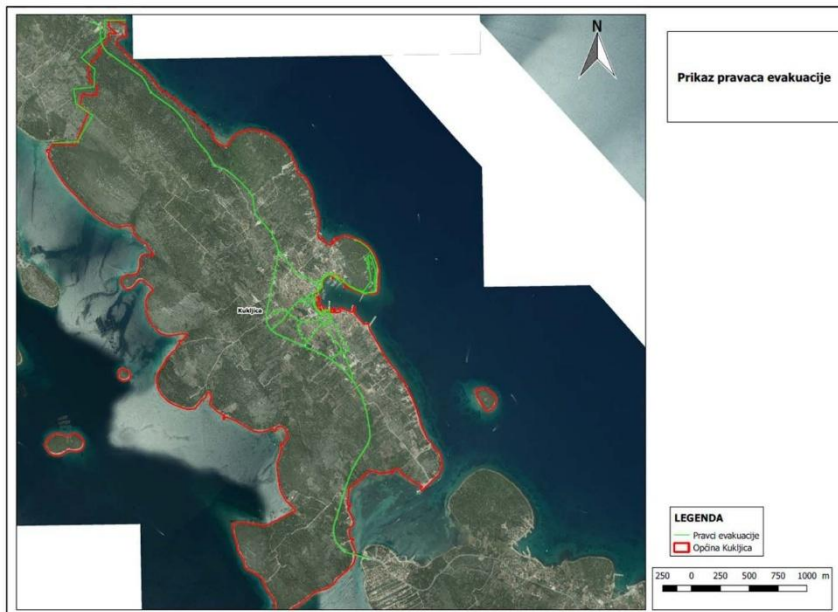 N
Prikaz pravaca evakuacije
Kukljica
LEGENDA
Pravci evakuacije
Općina Kukljica
250 0 250 500 750 1000 m